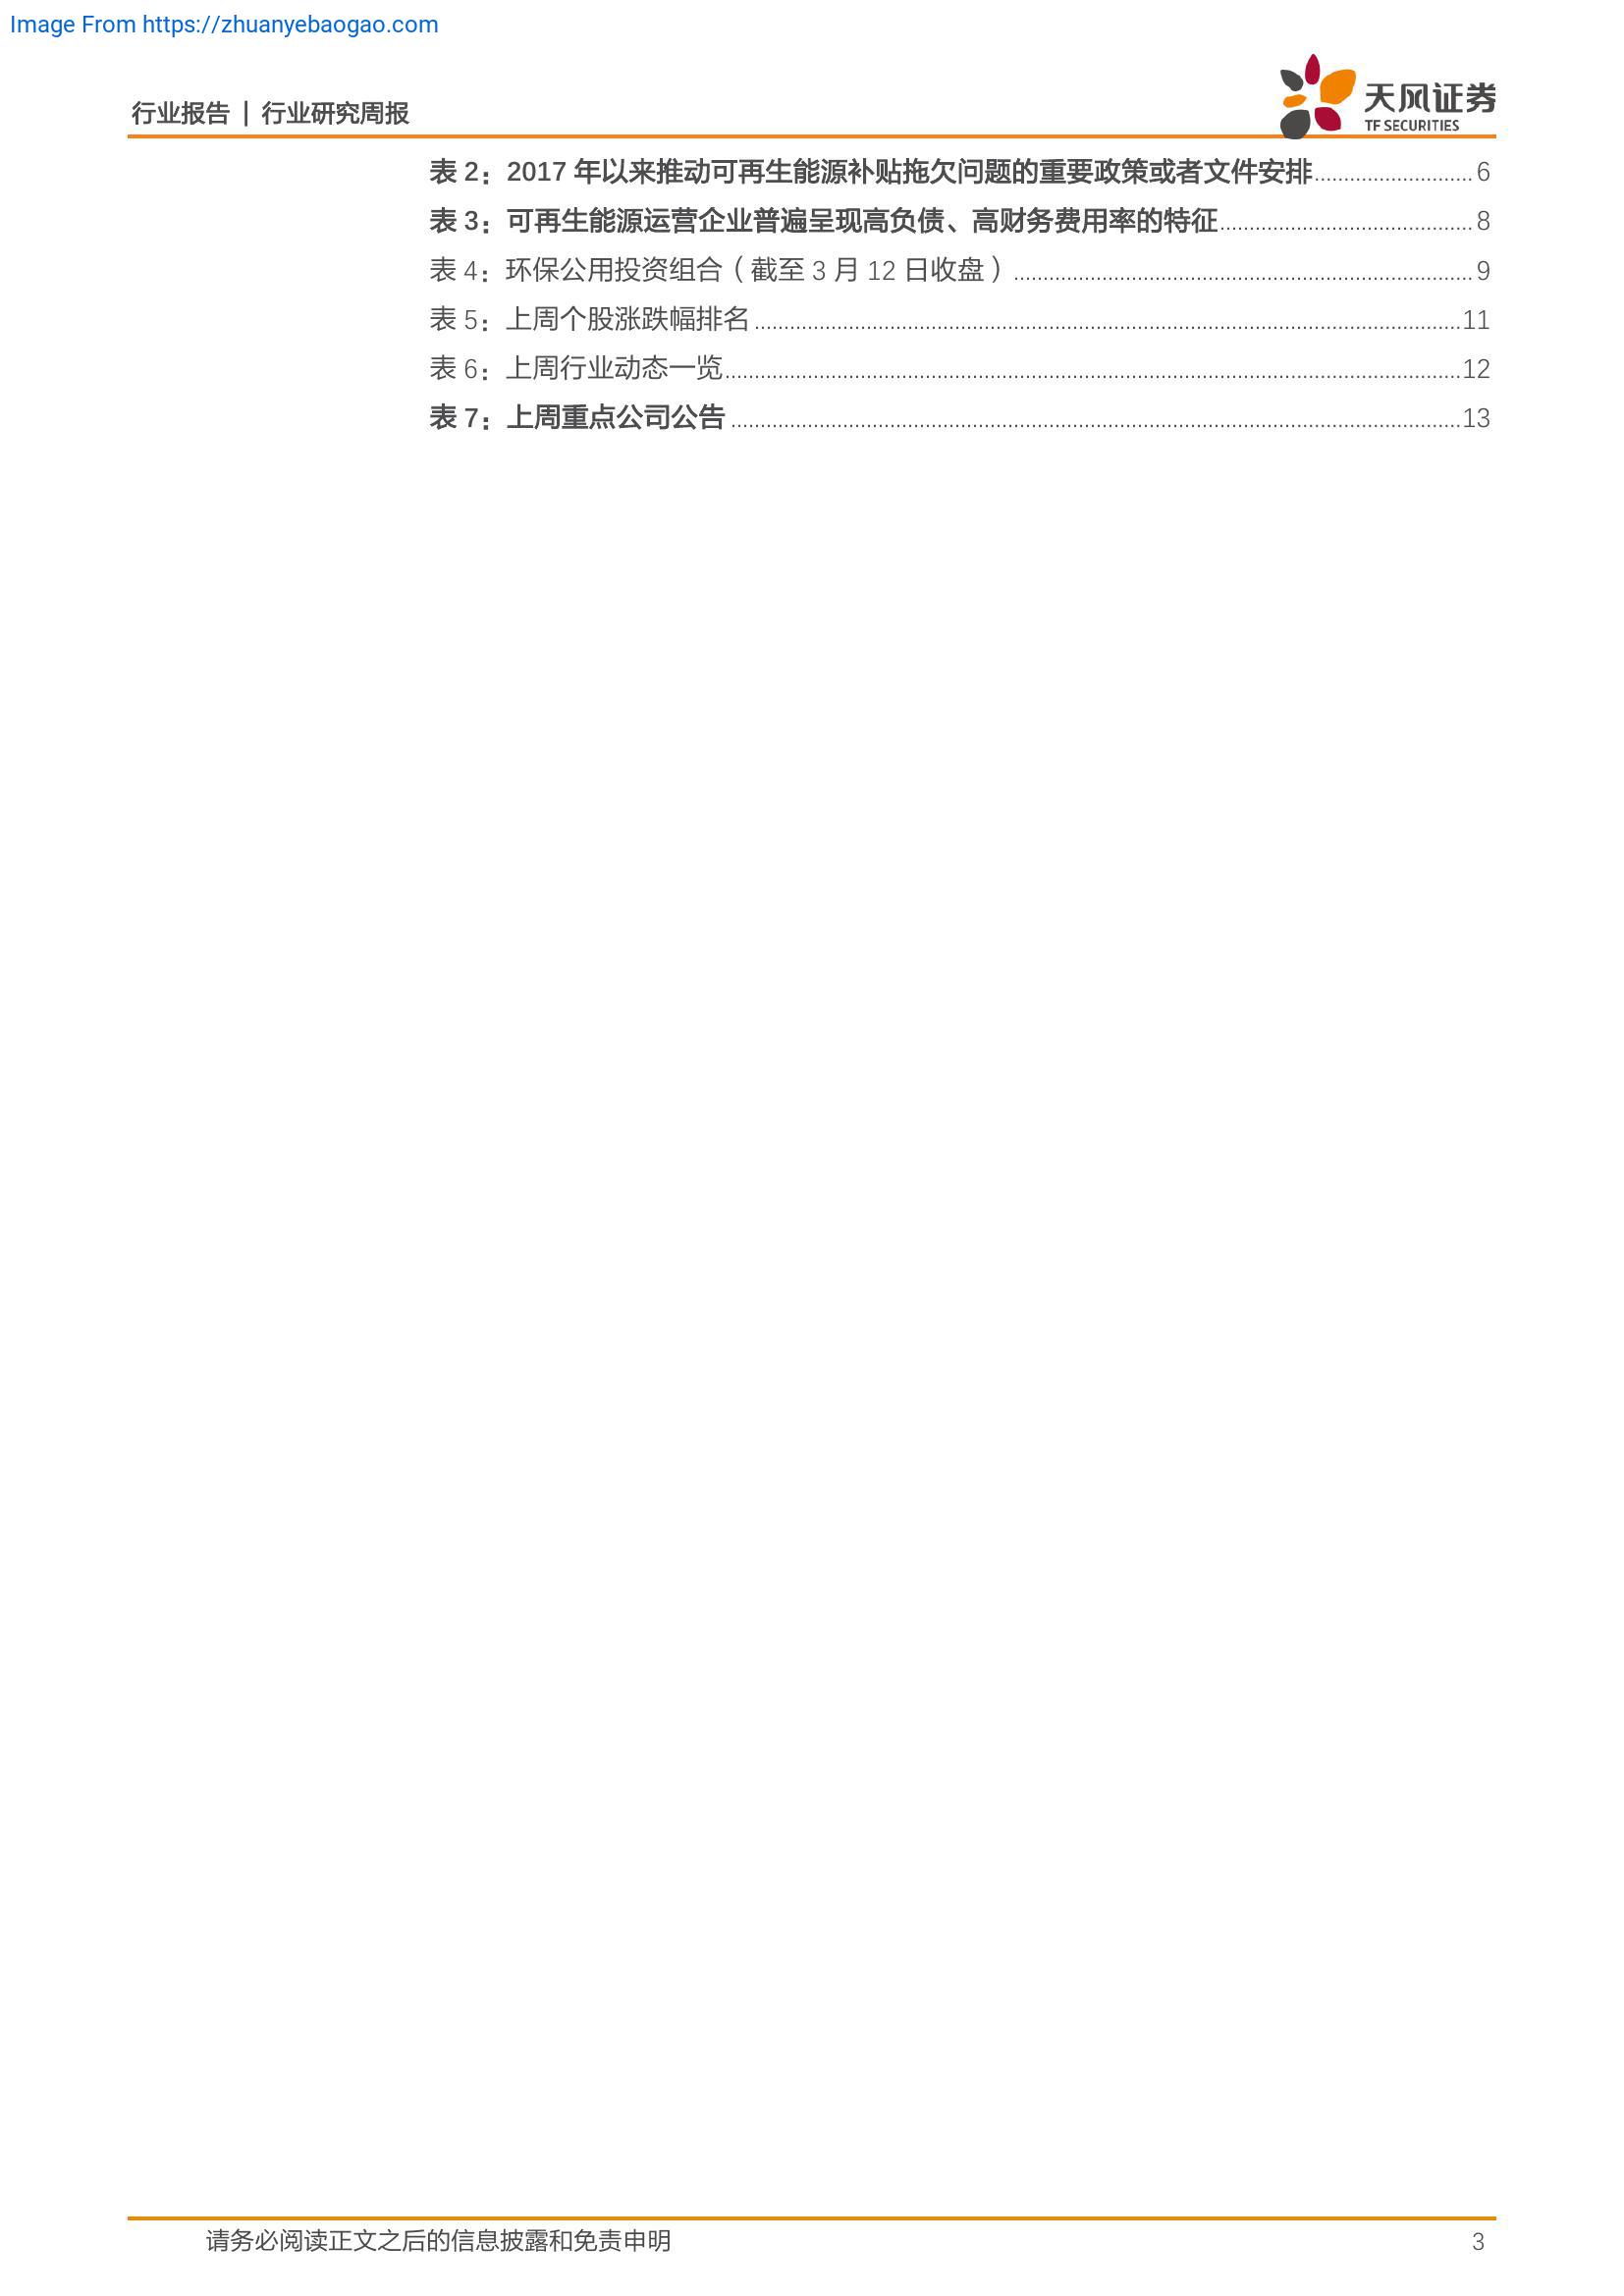 Image From https://zhuanyebaogao.com
行业报告 | 行业研究周报
天风证券
TF SECURITIES
表 2：2017 年以来推动可再生能源补贴拖欠问题的重要政策或者文件安排 6
表 3：可再生能源运营企业普遍呈现高负债、高财务费用率的特征 8
表 4：环保公用投资组合（截至 3 月 12 日收盘） 9
表 5：上周个股涨跌幅排名 11
表 6：上周行业动态一览 12
表 7：上周重点公司公告 13
请务必阅读正文之后的信息披露和免责申明 3